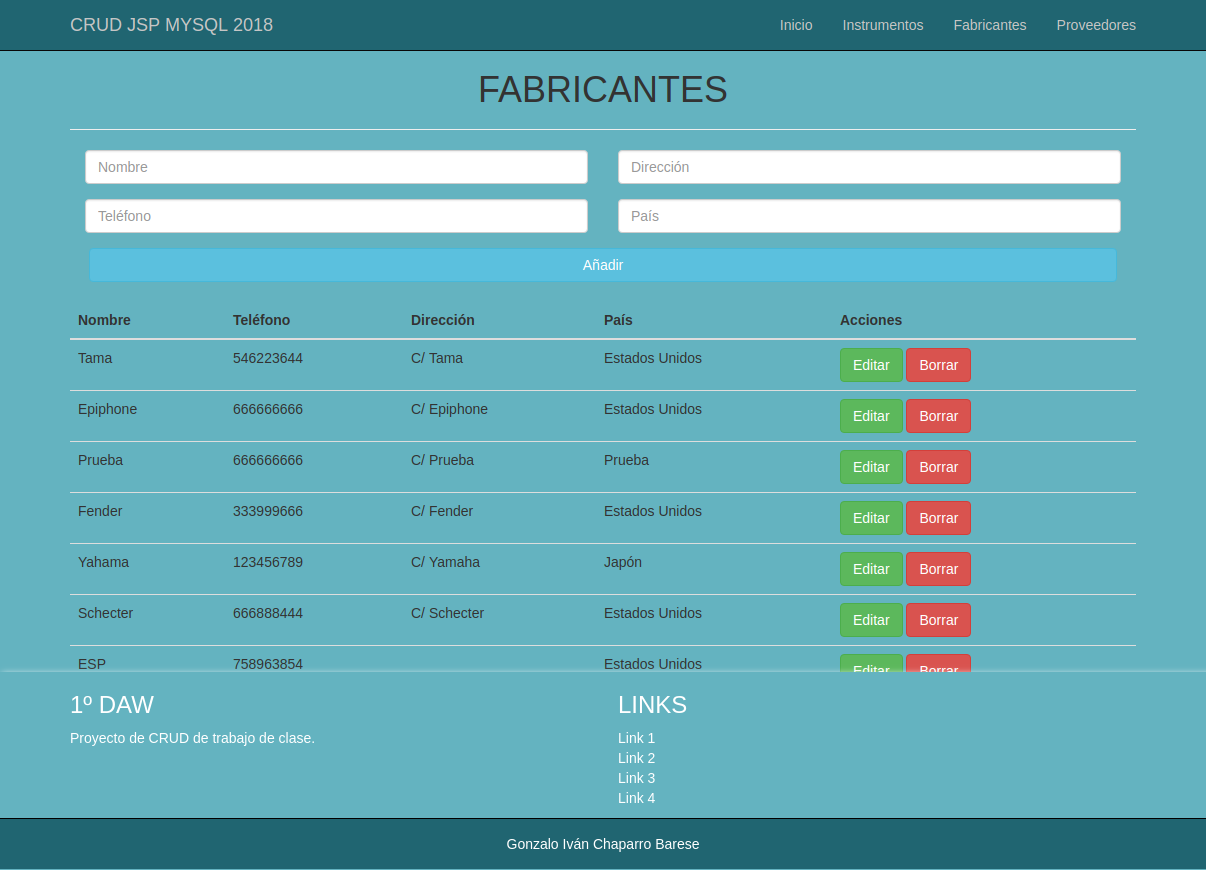 CRUD JSP MYSQL 2018 Inicio Instrumentos Fabricantes Proveedores
FABRICANTES
Nombre Dirección
Teléfono País
Añadir
Nombre Teléfono Dirección País Acciones
Tama 546223644 C/ Tama Estados Unidos Editar Borrar
Epiphone 666666666 C/ Epiphone Estados Unidos Editar Borrar
Prueba 666666666 C/ Prueba Prueba Editar Borrar
Fender 333999666 C/ Fender Estados Unidos Editar Borrar
Yahama 123456789 C/ Yamaha Japón Editar Borrar
Schecter 666888444 C/ Schecter Estados Unidos Editar Borrar
ESP 758963854 Estados Unidos Editar Borrar
1º DAW LINKS
Proyecto de CRUD de trabajo de clase. Link 1
Link 2
Link 3
Link 4
Gonzalo Iván Chaparro Barese